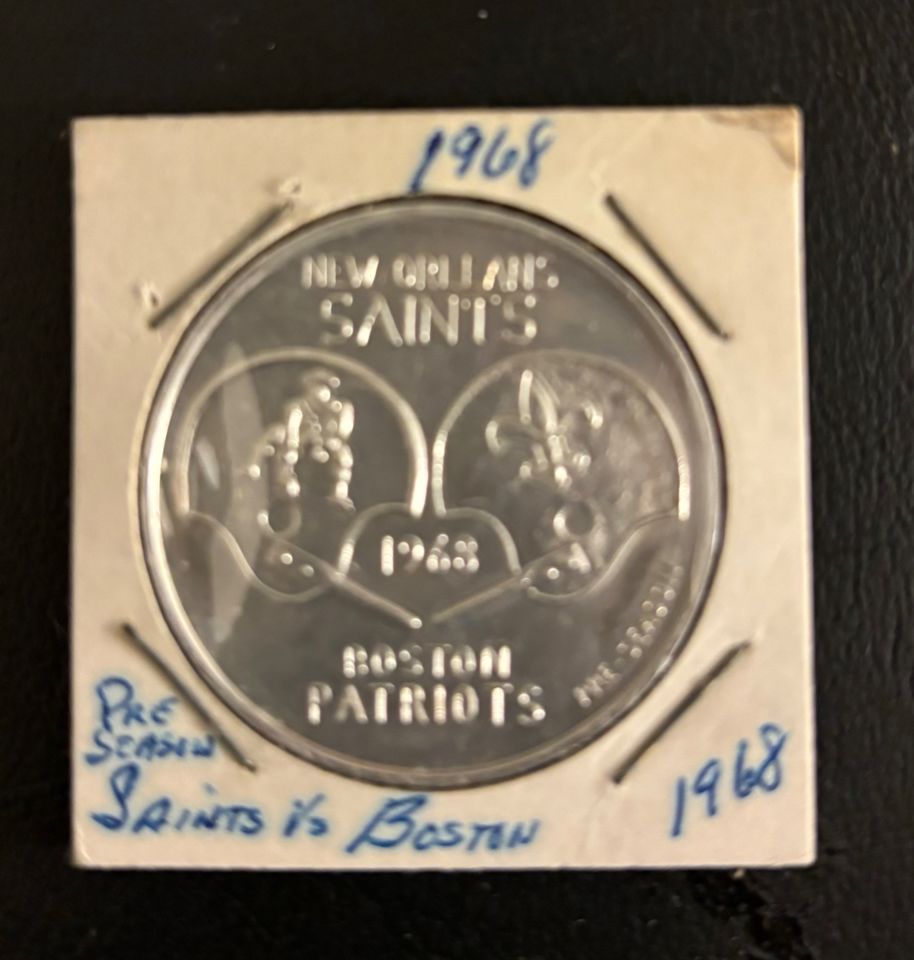 1968
NEW ORLEANS
SAINTS
1968
BOSTON
PATRIOTS
PRE-SEASON
PRE
SEASON
SAINTS VS BOSTON
1968